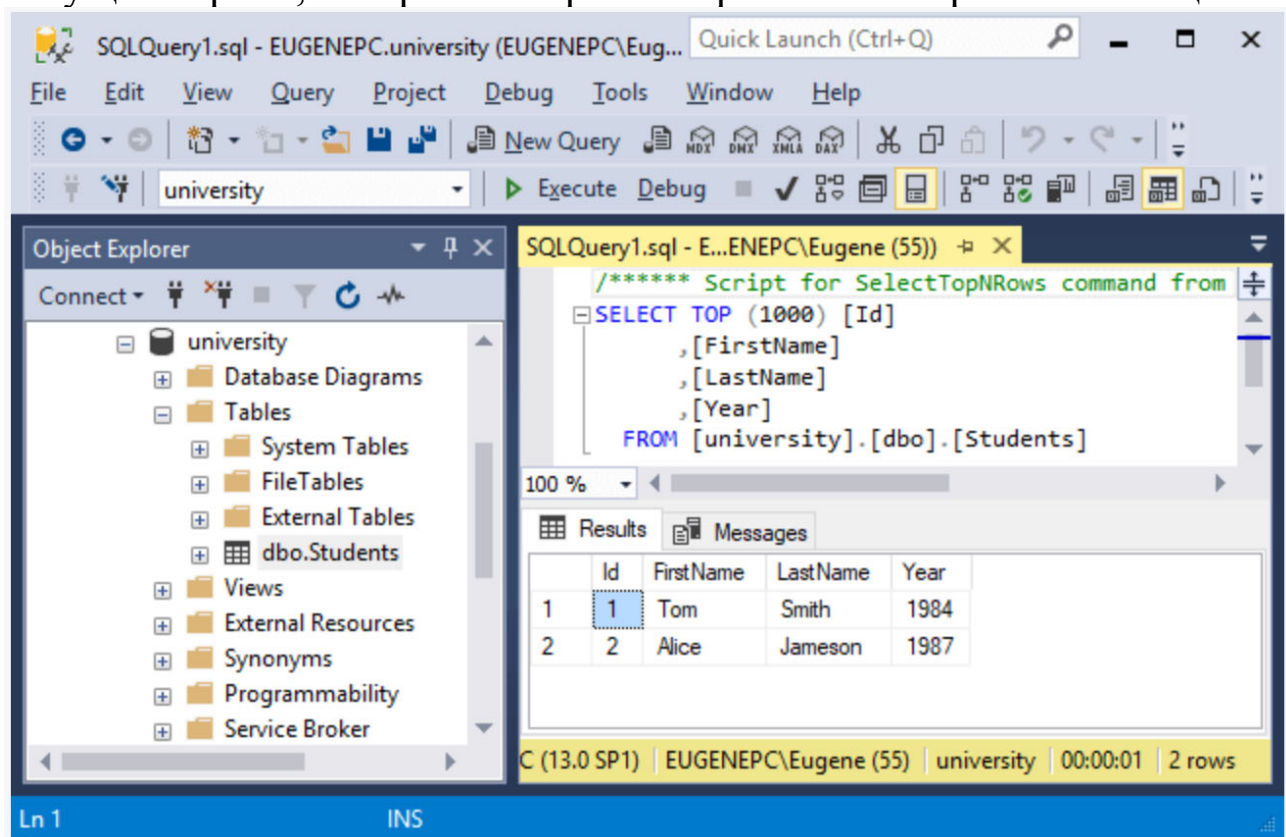 SQLQuery1.sql - EUGENEPC.university (EUGENEPC\Eug...
Quick Launch (Ctrl+Q)
File Edit View Query Project Debug Tools Window Help
New Query MDX DMX XMLA DAX
university Execute Debug
Object Explorer
Connect
university
Database Diagrams
Tables
System Tables
FileTables
External Tables
dbo.Students
Views
External Resources
Synonyms
Programmability
Service Broker
SQLQuery1.sql - E...ENEPC\Eugene (55))
/****** Script for SelectTopNRows command from
SELECT TOP (1000) [Id]
,[FirstName]
,[LastName]
,[Year]
FROM [university].[dbo].[Students]
100 %
Results Messages
Id FirstName LastName Year
1 1 Tom Smith 1984
2 2 Alice Jameson 1987
C (13.0 SP1) EUGENEPC\Eugene (55) university 00:00:01 2 rows
Ln 1 INS